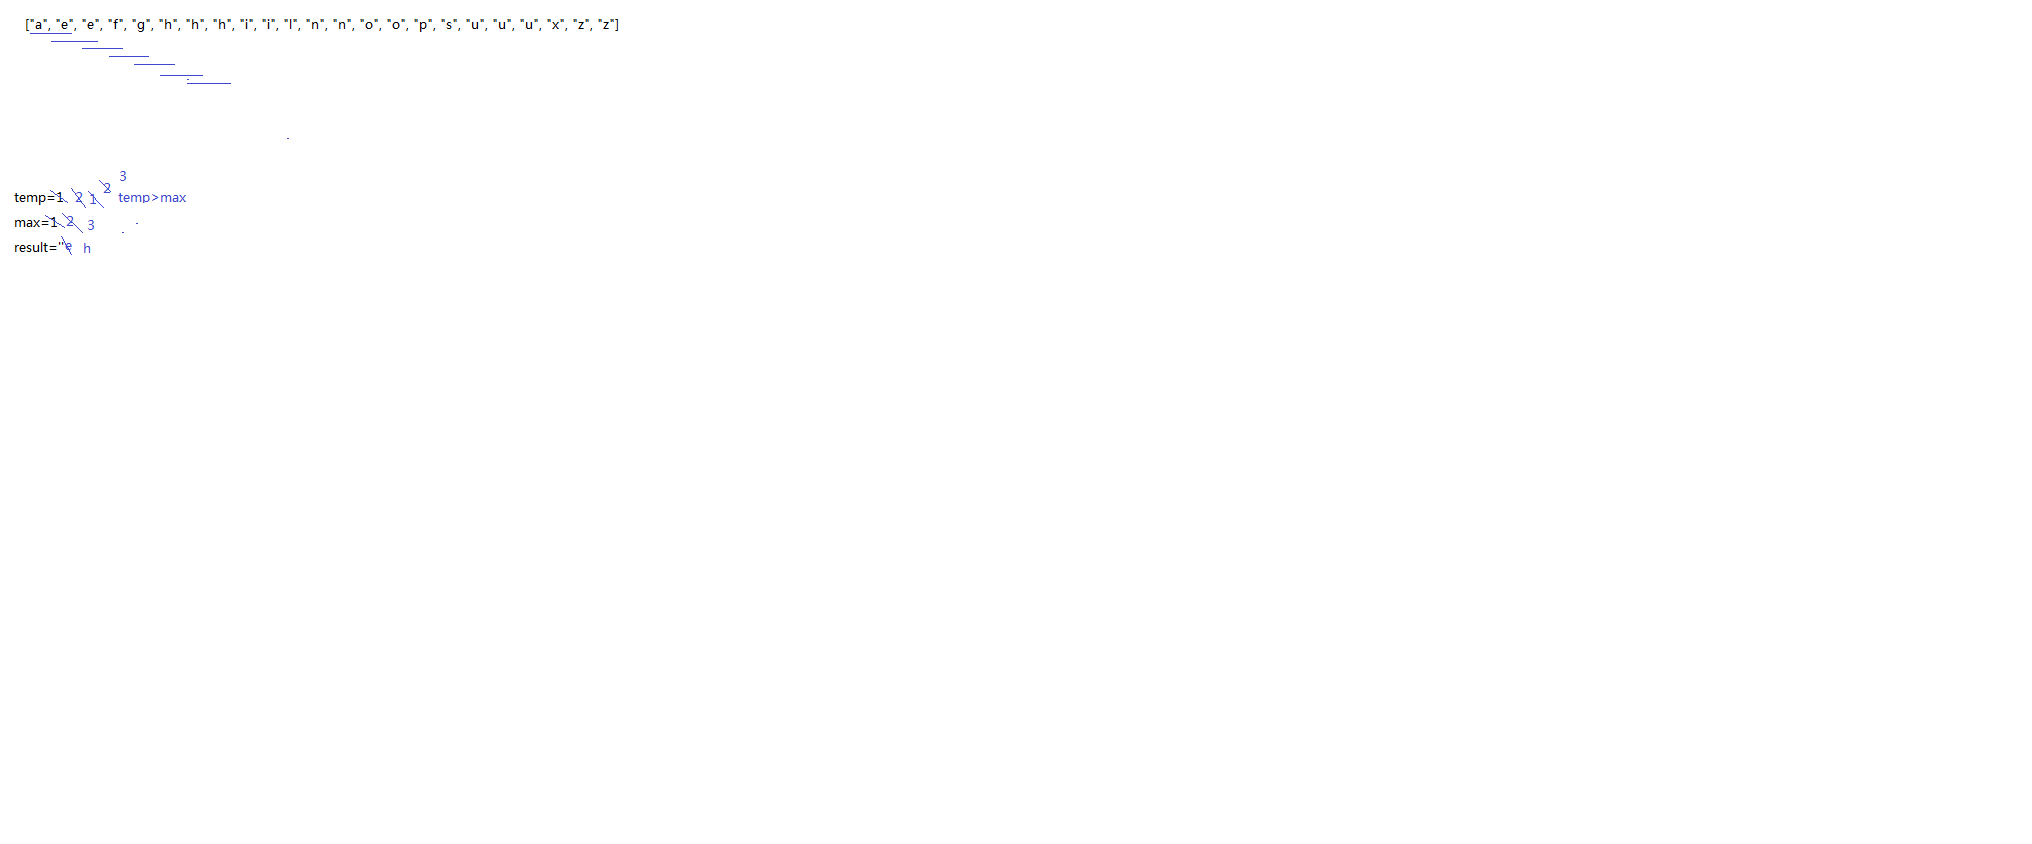 ["a", "e", "e", "f", "g", "h", "h", "h", "i", "i", "l", "n", "n", "o", "o", "p", "s", "u", "u", "u", "x", "z", "z"]
3
temp=1 2 1 2 temp>max
max=1 2 3
result=''e h